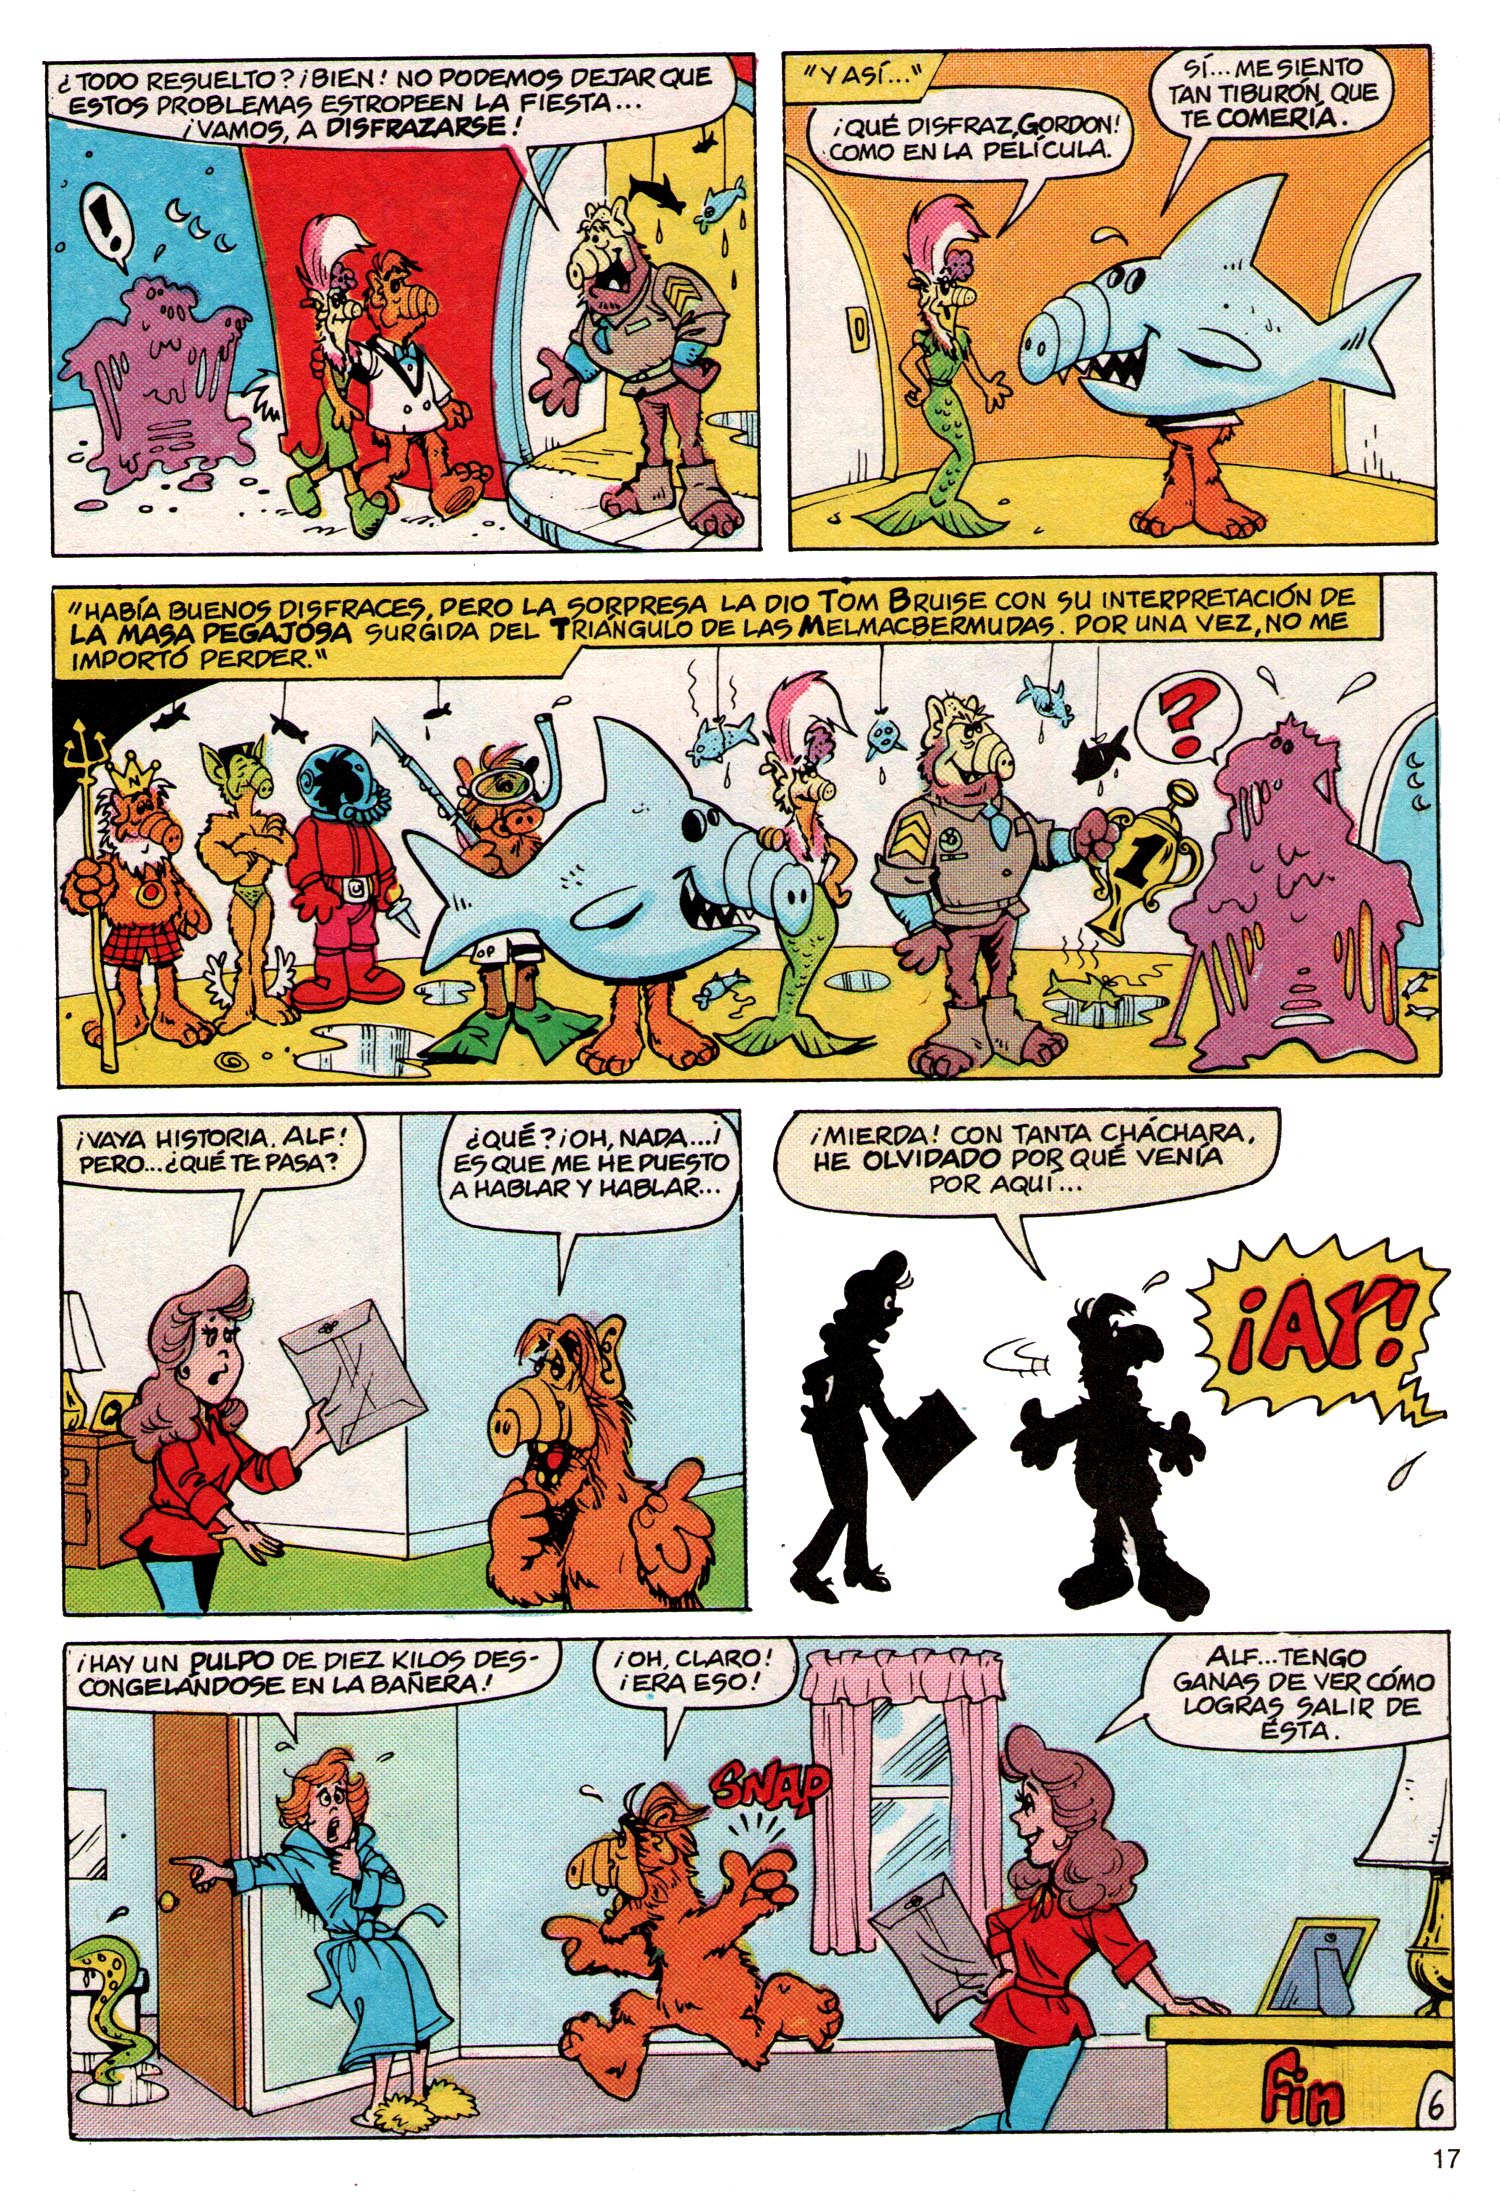 ¿TODO RESUELTO? ¡BIEN! NO PODEMOS DEJAR QUE
ESTOS PROBLEMAS ESTROPEEN LA FIESTA...
¡VAMOS, A DISFRAZARSE!
!
"Y ASÍ..."
¡QUÉ DISFRAZ, GORDON!
COMO EN LA PELÍCULA.
SÍ... ME SIENTO
TAN TIBURÓN, QUE
TE COMERÍA.
"HABÍA BUENOS DISFRACES, PERO LA SORPRESA LA DIO TOM BRUISE CON SU INTERPRETACIÓN DE
LA MASA PEGAJOSA SURGIDA DEL TRIÁNGULO DE LAS MELMACBERMUDAS. POR UNA VEZ, NO ME
IMPORTÓ PERDER."
N
OP
1
?
¡VAYA HISTORIA, ALF!
PERO... ¿QUÉ TE PASA?
¿QUÉ? ¡OH, NADA...!
ES QUE ME HE PUESTO
A HABLAR Y HABLAR...
¡MIERDA! CON TANTA CHÁCHARA,
HE OLVIDADO POR QUÉ VENÍA
POR AQUÍ...
¡AY!
¡HAY UN PULPO DE DIEZ KILOS DES-
CONGELÁNDOSE EN LA BAÑERA!
¡OH, CLARO!
¡ERA ESO!
SNAP
ALF... TENGO
GANAS DE VER CÓMO
LOGRAS SALIR DE
ÉSTA.
Fin
6
17